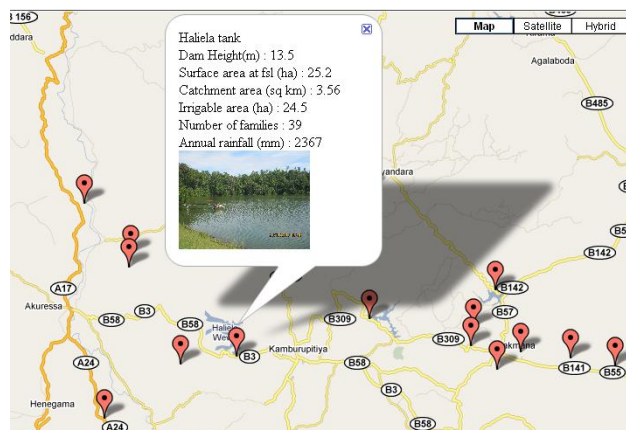 B 156
ddara
Haliela tank
Dam Height(m) : 13.5
Surface area at fsl (ha) : 25.2
Catchment area (sq km) : 3.56
Irrigable area (ha) : 24.5
Number of families : 39
Annual rainfall (mm) : 2367
Map
Satellite
Hybrid
Agalaboda
B485
yandara
B142
A17
B142
Akuressa
B3
B58
B58
Haliela
B309
B57
B3
Kamburupitiya
B309
kmana
B58
B141
B55
A24
B3
Henegama
A24
B58